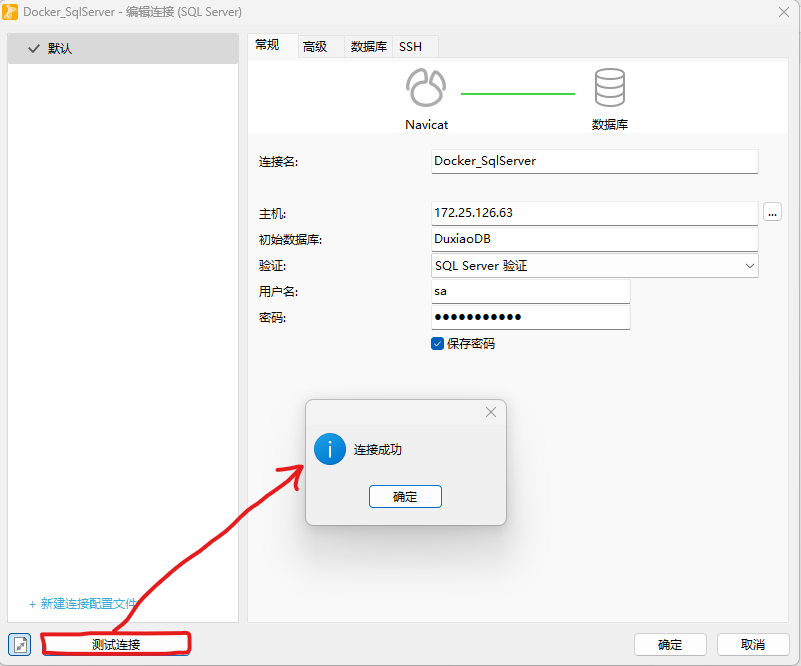 Docker_SqlServer - 编辑连接 (SQL Server)
默认
常规 高级 数据库 SSH
Navicat 数据库
连接名: Docker_SqlServer
主机: 172.25.126.63 ...
初始数据库: DuxiaoDB
验证: SQL Server 验证
用户名: sa
密码: ●●●●●●●●●●●
保存密码
连接成功
确定
+ 新建连接配置文件
测试连接 确定 取消